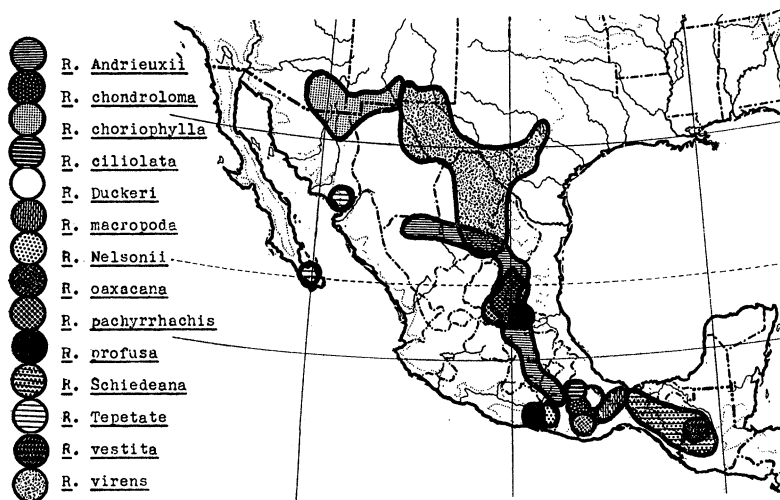 R. Andrieuxii
R. chondroloma
R. choriophylla
R. ciliolata
R. Duckeri
R. macropoda
R. Nelsonii
R. oaxacana
R. pachyrrhachis
R. profusa
R. Schiedeana
R. Tepetate
R. vestita
R. virens